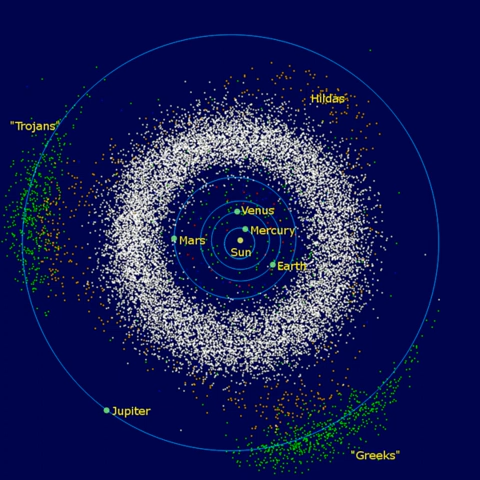 Hildas
"Trojans"
Venus
Mercury
Mars
Sun
Earth
Jupiter
"Greeks"